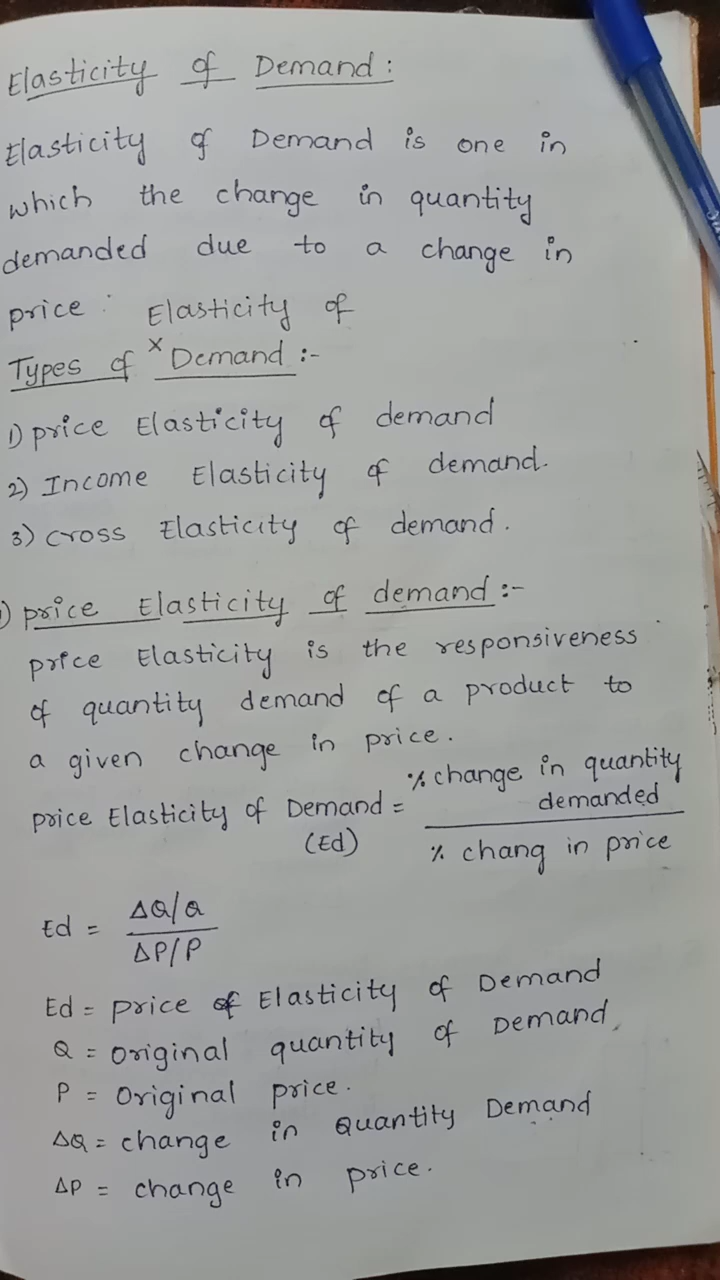 Elasticity of Demand:
Elasticity of Demand is one in
which the change in quantity
demanded due to a change in
price. Elasticity of
Types of x Demand :-
1) price Elasticity of demand
2) Income Elasticity of demand.
3) cross Elasticity of demand.
1) price Elasticity of demand :-
price Elasticity is the responsiveness
of quantity demand of a product to
a given change in price.
price Elasticity of Demand = % change in quantity demanded
(Ed) % chang in price
Ed = ΔQ/Q
ΔP/P
Ed = price of Elasticity of Demand
Q = Original quantity of Demand
P = Original price.
ΔQ = change in Quantity Demand
ΔP = change in price.